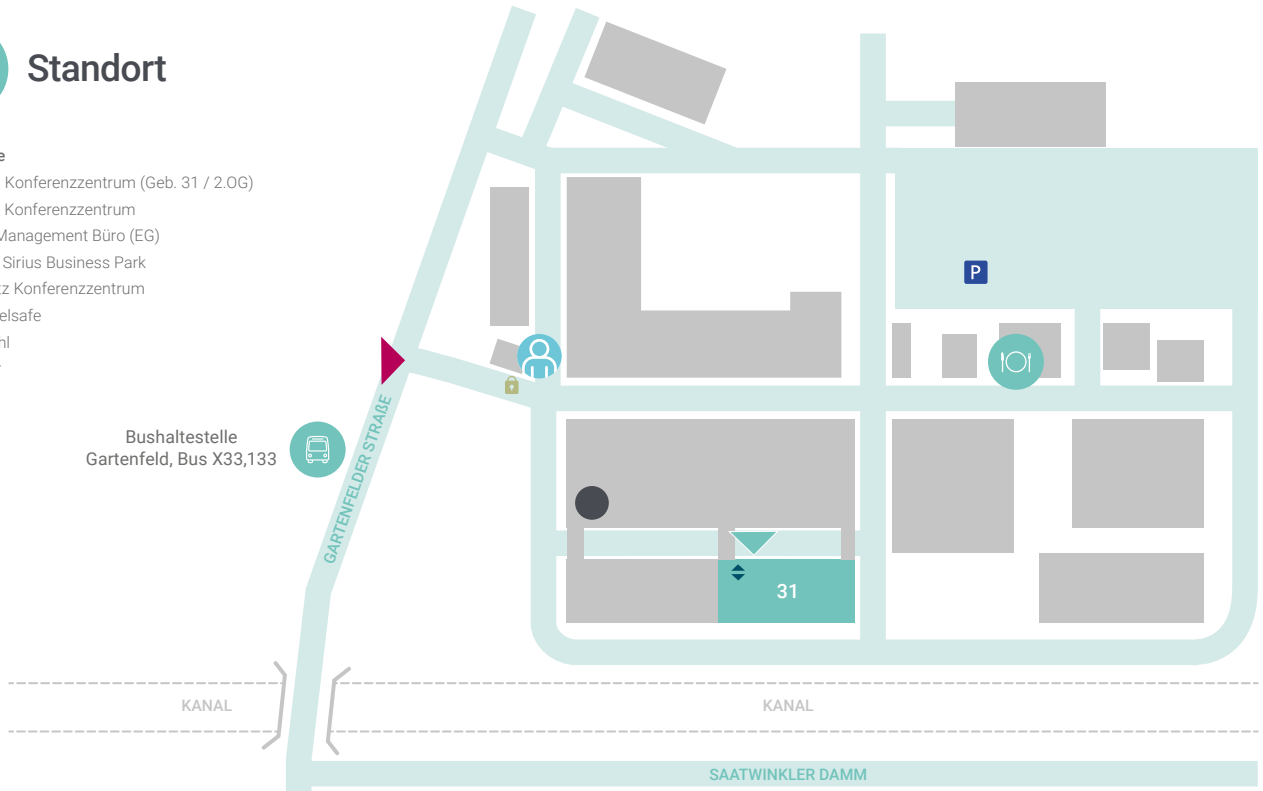 Standort
e
Konferenzzentrum (Geb. 31 / 2.OG)
Konferenzzentrum
Management Büro (EG)
Sirius Business Park
tz Konferenzzentrum
elsafe
hl
P
Bushaltestelle
Gartenfeld, Bus X33,133
GARTENFELDER STRAßE
31
KANAL
KANAL
SAATWINKLER DAMM